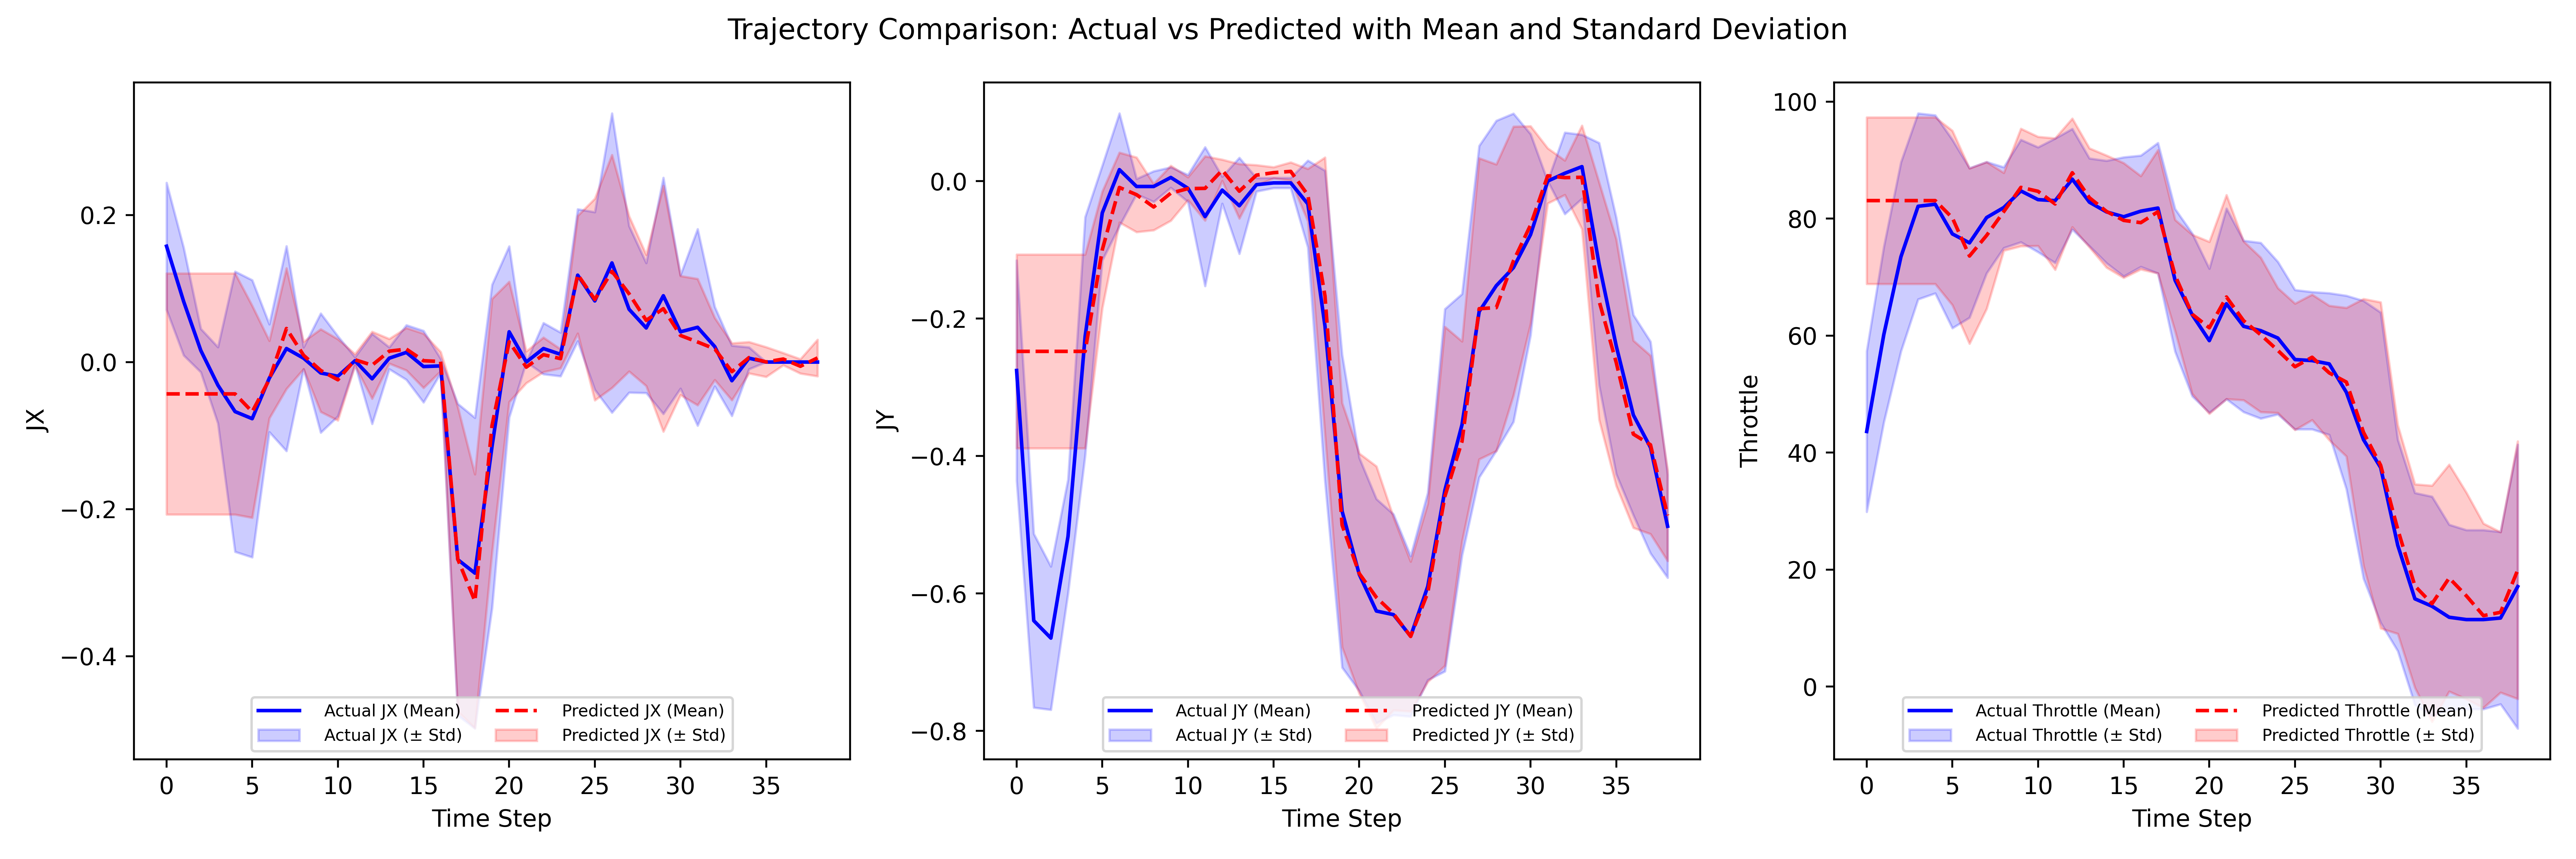 Trajectory Comparison: Actual vs Predicted with Mean and Standard Deviation
JX
0.2
0.0
−0.2
−0.4
Actual JX (Mean)
Actual JX (± Std)
Predicted JX (Mean)
Predicted JX (± Std)
0 5 10 15 20 25 30 35
Time Step
JY
0.0
−0.2
−0.4
−0.6
−0.8
Actual JY (Mean)
Actual JY (± Std)
Predicted JY (Mean)
Predicted JY (± Std)
0 5 10 15 20 25 30 35
Time Step
Throttle
100
80
60
40
20
0
Actual Throttle (Mean)
Actual Throttle (± Std)
Predicted Throttle (Mean)
Predicted Throttle (± Std)
0 5 10 15 20 25 30 35
Time Step